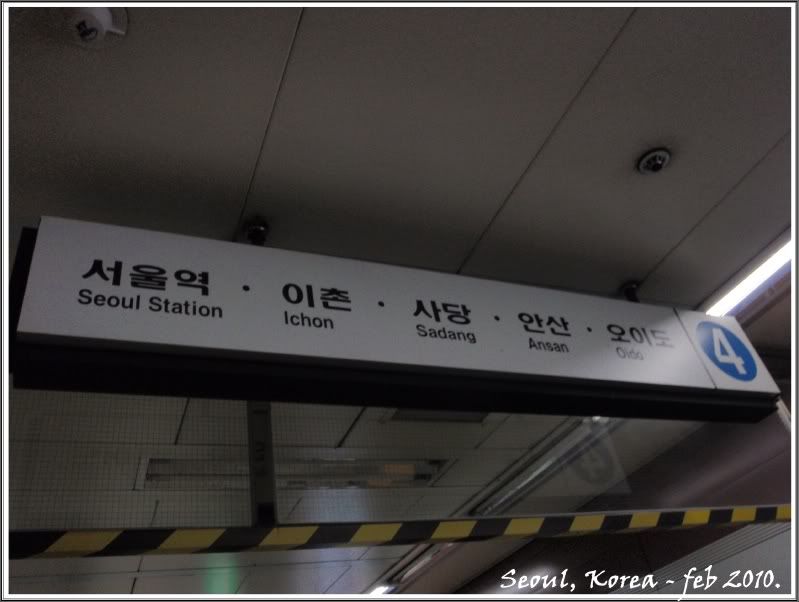 서울역 · 이촌 · 사당 · 안산 · 오이도 4
Seoul Station Ichon Sadang Ansan Oido
Seoul, Korea - feb 2010.